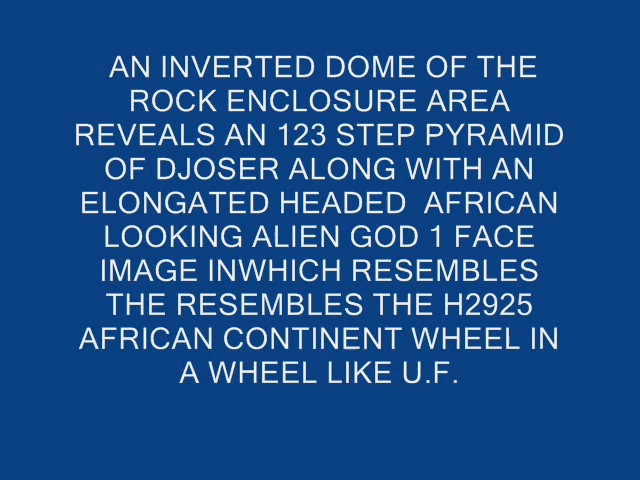 AN INVERTED DOME OF THE
ROCK ENCLOSURE AREA
REVEALS AN 123 STEP PYRAMID
OF DJOSER ALONG WITH AN
ELONGATED HEADED  AFRICAN
LOOKING ALIEN GOD 1 FACE
IMAGE INWHICH RESEMBLES
THE RESEMBLES THE H2925
AFRICAN CONTINENT WHEEL IN
A WHEEL LIKE U.F.